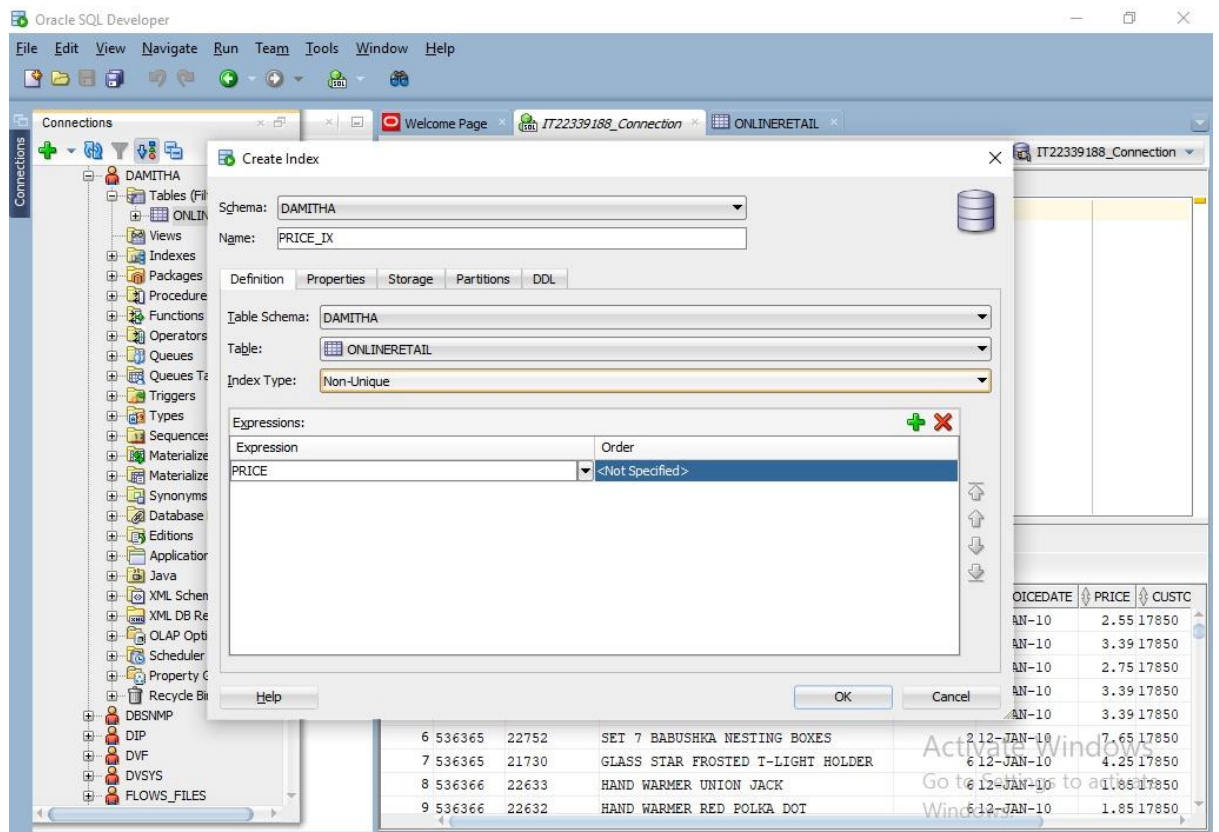 Oracle SQL Developer
File Edit View Navigate Run Team Tools Window Help
Connections
Welcome Page
IT22339188_Connection
ONLINERETAIL
Connections
IT22339188_Connection
DAMITHA
Tables (Fil
ONLIN
Views
Indexes
Packages
Procedure
Functions
Operators
Queues
Queues Ta
Triggers
Types
Sequences
Materialize
Materialize
Synonyms
Database
Editions
Application
Java
XML Schem
XML DB Re
OLAP Opti
Scheduler
Property G
Recycle Bi
DBSNMP
DIP
DVF
DVSYS
FLOWS_FILES
Create Index
Schema: DAMITHA
Name: PRICE_IX
Definition Properties Storage Partitions DDL
Table Schema: DAMITHA
Table: ONLINERETAIL
Index Type: Non-Unique
Expressions:
Expression Order
PRICE <Not Specified>
Help OK Cancel
OICEDATE PRICE CUSTC
AN-10 2.55 17850
AN-10 3.39 17850
AN-10 2.75 17850
AN-10 3.39 17850
AN-10 3.39 17850
6 536365 22752 SET 7 BABUSHKA NESTING BOXES 2 12-JAN-10 7.65 17850
7 536365 21730 GLASS STAR FROSTED T-LIGHT HOLDER 6 12-JAN-10 4.25 17850
8 536366 22633 HAND WARMER UNION JACK 6 12-JAN-10 1.85 17850
9 536366 22632 HAND WARMER RED POLKA DOT 6 12-JAN-10 1.85 17850
Activate Windows
Go to Settings to activate
Windows.